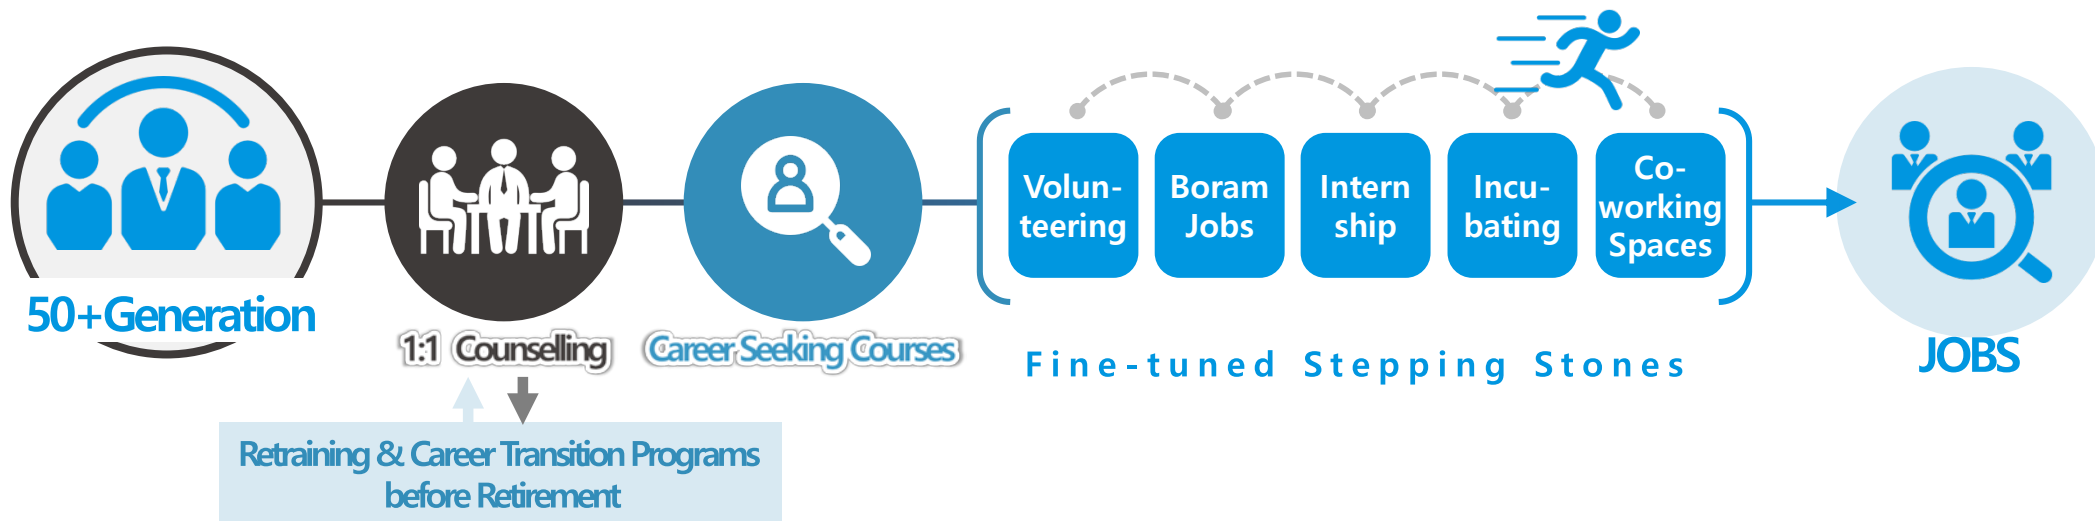 50+Generation
1:1 Counselling
Career Seeking Courses
Retraining & Career Transition Programs
before Retirement
Volun-
teering
Boram
Jobs
Intern
ship
Incu-
bating
Co-
working
Spaces
Fine-tuned Stepping Stones
JOBS